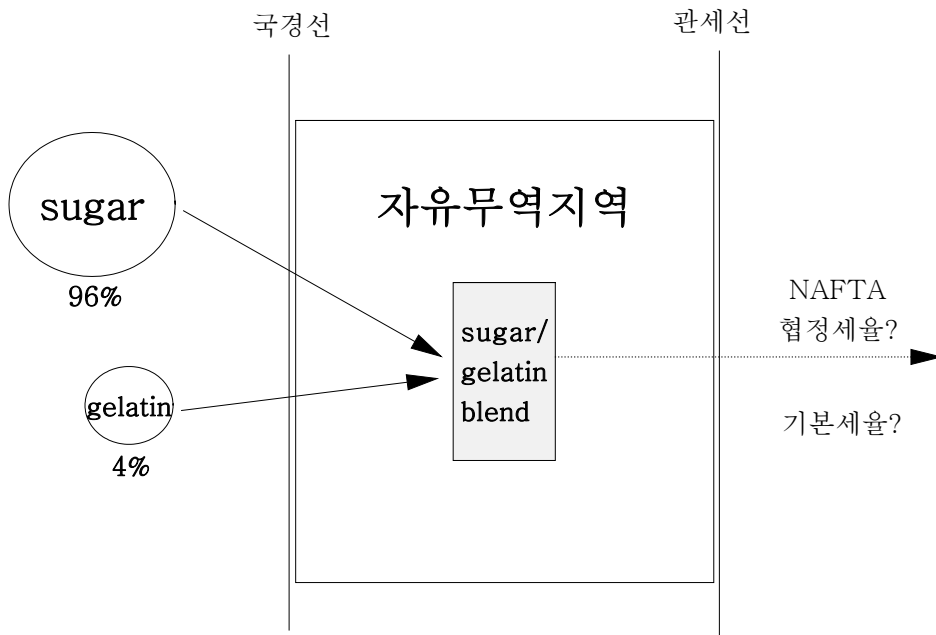 국경선
관세선
sugar
96%
자유무역지역
gelatin
4%
sugar/
gelatin
blend
NAFTA
협정세율?
기본세율?